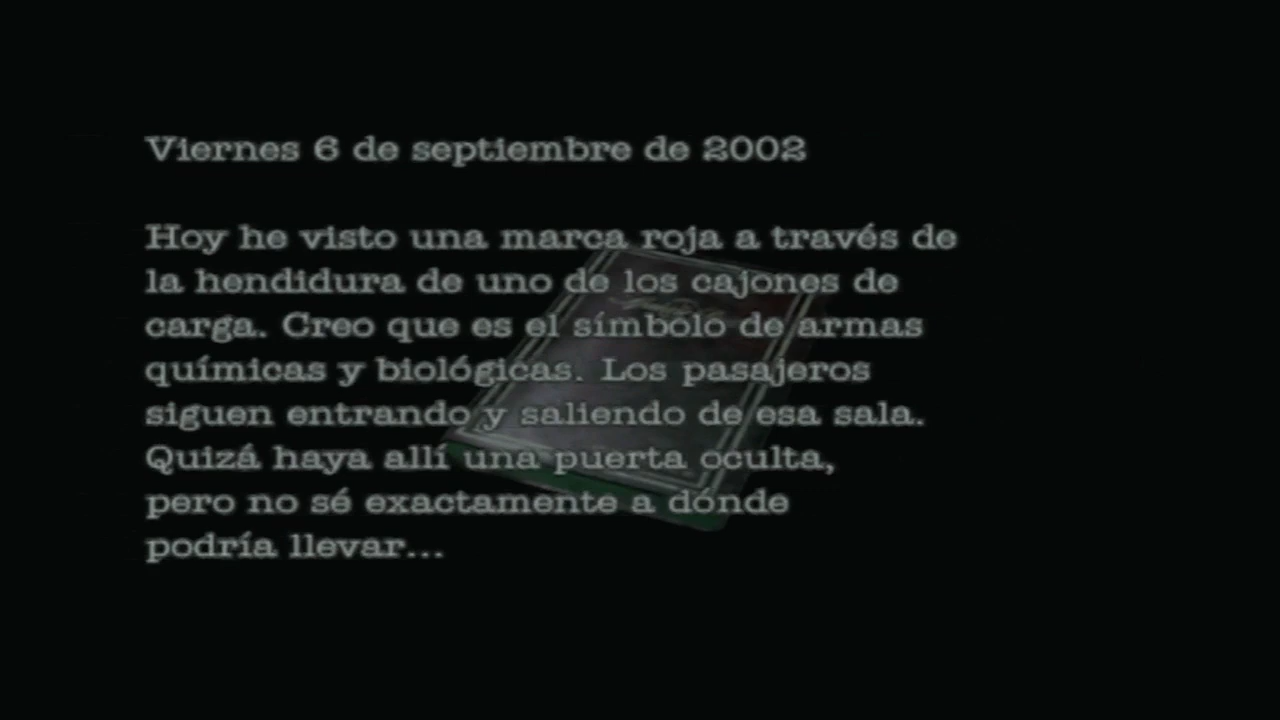 Viernes 6 de septiembre de 2002
Hoy he visto una marca roja a través de
la hendidura de uno de los cajones de
carga. Creo que es el símbolo de armas
químicas y biológicas. Los pasajeros
siguen entrando y saliendo de esa sala.
Quizá haya allí una puerta oculta,
pero no sé exactamente a dónde
podría llevar...